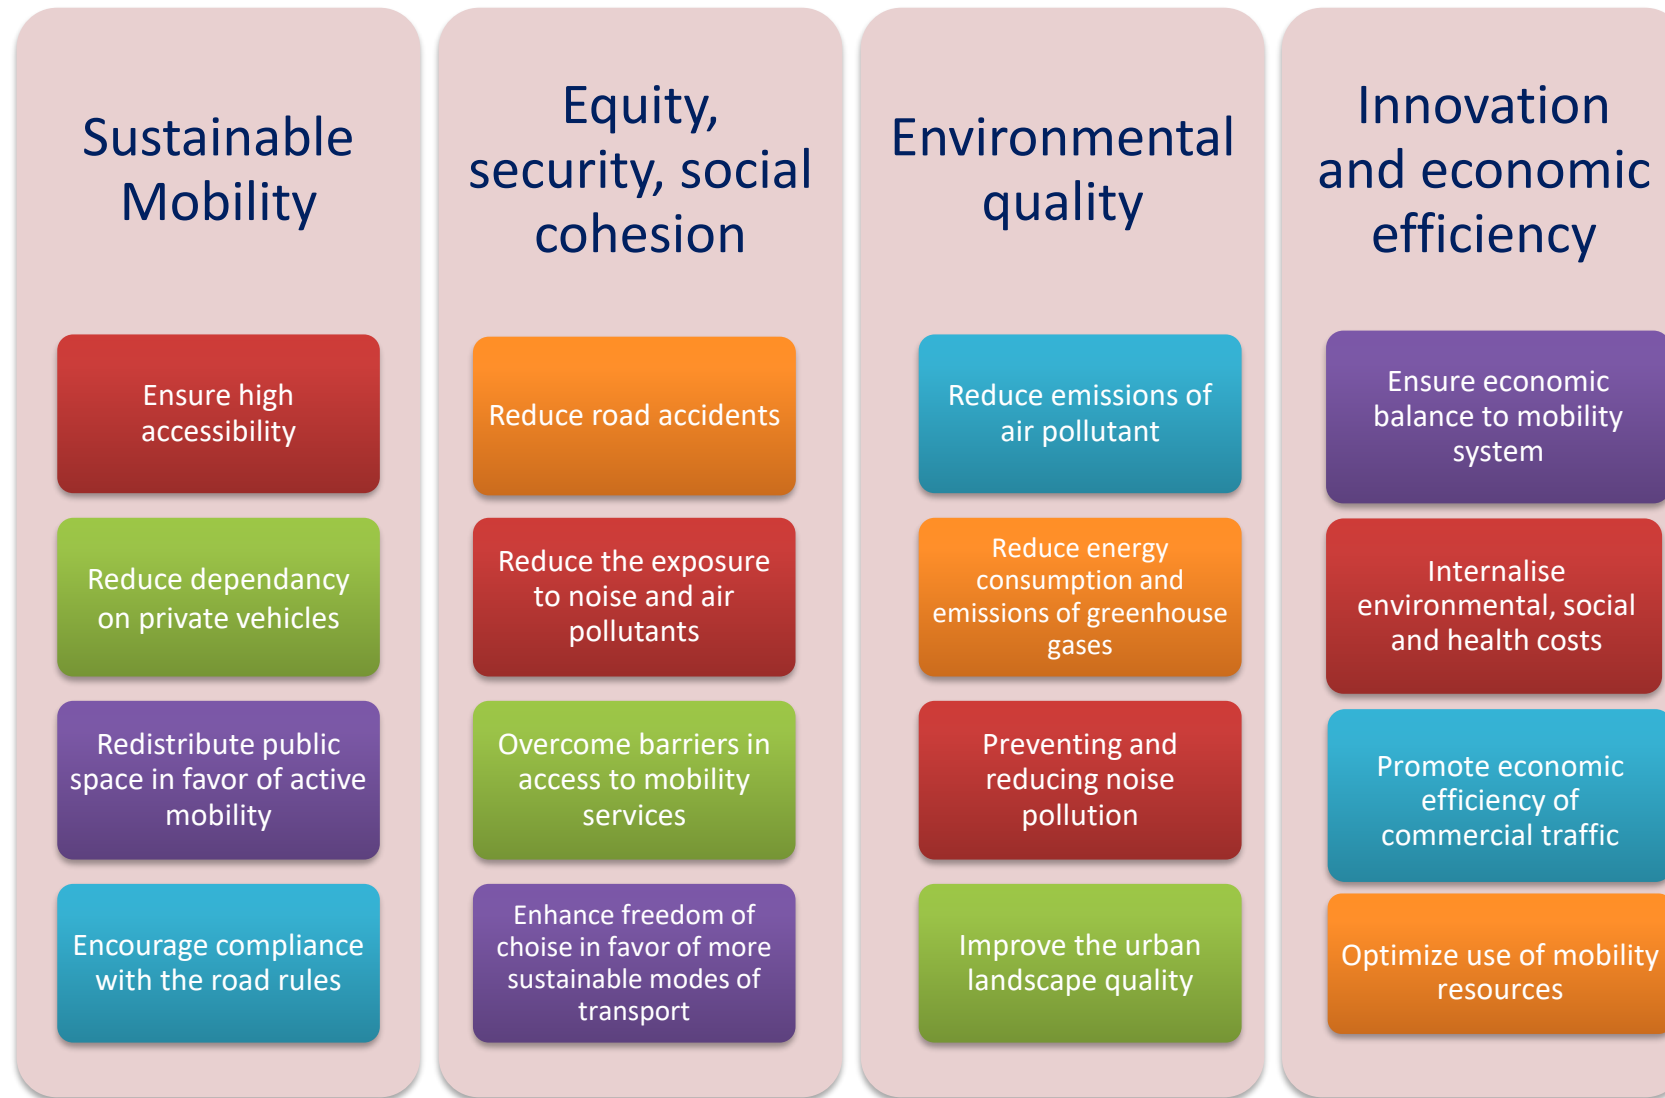 Sustainable
Mobility
Ensure high
accessibility
Reduce dependancy
on private vehicles
Redistribute public
space in favor of active
mobility
Encourage compliance
with the road rules
Equity,
security, social
cohesion
Reduce road accidents
Reduce the exposure
to noise and air
pollutants
Overcome barriers in
access to mobility
services
Enhance freedom of
choise in favor of more
sustainable modes of
transport
Environmental
quality
Reduce emissions of
air pollutant
Reduce energy
consumption and
emissions of greenhouse
gases
Preventing and
reducing noise
pollution
Improve the urban
landscape quality
Innovation
and economic
efficiency
Ensure economic
balance to mobility
system
Internalise
environmental, social
and health costs
Promote economic
efficiency of
commercial traffic
Optimize use of mobility
resources